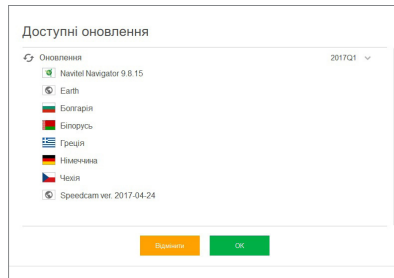 Доступні оновлення
Оновлення 2017Q1
Navitel Navigator 9.8.15
Earth
Болгарія
Білорусь
Греція
Німеччина
Чехія
Speedcam ver. 2017-04-24
Відмінити OK